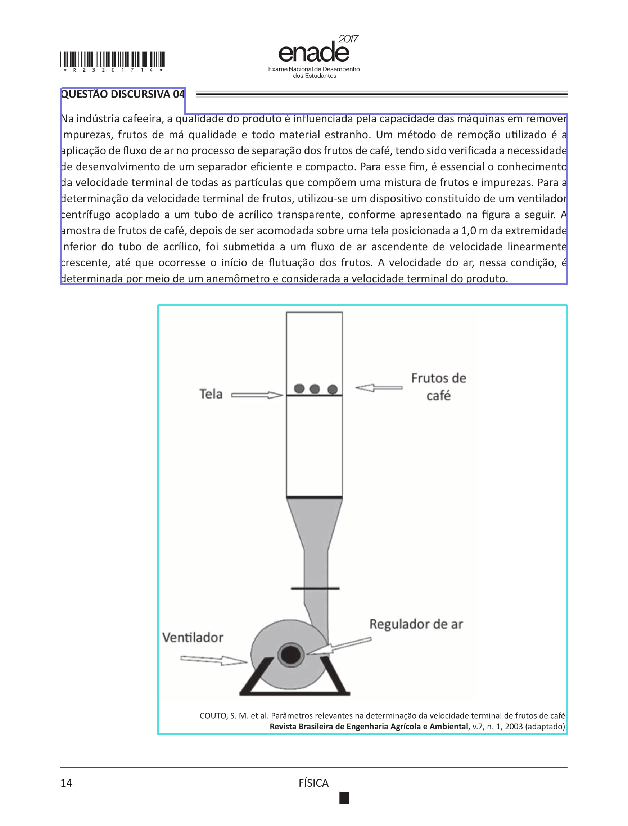 2017
enade
Exame Nacional de Desempenho
dos Estudantes
QUESTÃO DISCURSIVA 04
Na indústria cafeeira, a qualidade do produto é influenciada pela capacidade das máquinas em remover
impurezas, frutos de má qualidade e todo material estranho. Um método de remoção utilizado é a
aplicação de fluxo de ar no processo de separação dos frutos de café, tendo sido verificada a necessidade
de desenvolvimento de um separador eficiente e compacto. Para esse fim, é essencial o conhecimento
da velocidade terminal de todas as partículas que compõem uma mistura de frutos e impurezas. Para a
determinação da velocidade terminal de frutos, utilizou-se um dispositivo constituído de um ventilador
centrífugo acoplado a um tubo de acrílico transparente, conforme apresentado na figura a seguir. A
amostra de frutos de café, depois de ser acomodada sobre uma tela posicionada a 1,0 m da extremidade
inferior do tubo de acrílico, foi submetida a um fluxo de ar ascendente de velocidade linearmente
crescente, até que ocorresse o início de flutuação dos frutos. A velocidade do ar, nessa condição, é
determinada por meio de um anemômetro e considerada a velocidade terminal do produto.
Frutos de
café
Tela
Regulador de ar
Ventilador
COUTO, S. M. et al. Parâmetros relevantes na determinação da velocidade terminal de frutos de café.
Revista Brasileira de Engenharia Agrícola e Ambiental, v.7, n. 1, 2003 (adaptado).
14
FÍSICA